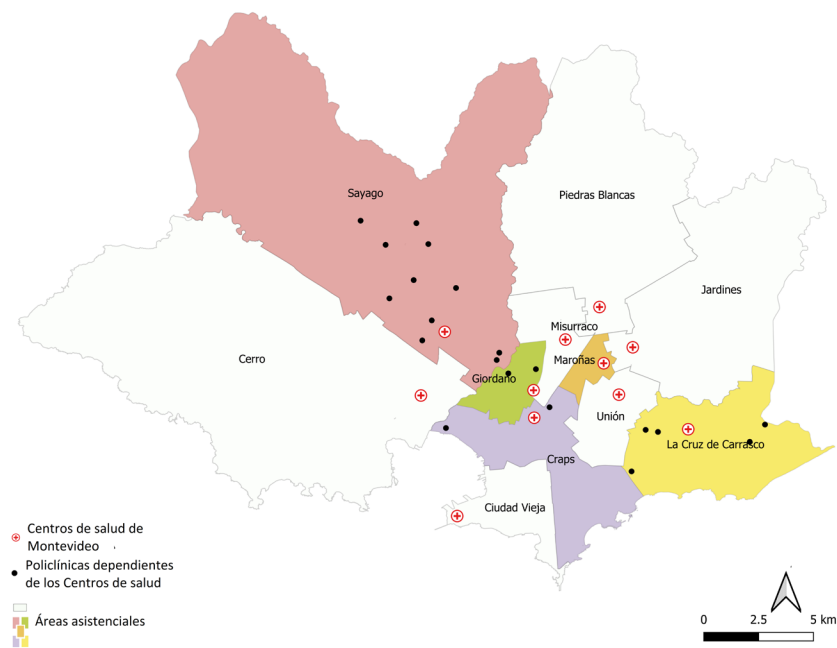 Sayago
Piedras Blancas
Jardines
Misurraco
Cerro
Maroñas
Giordano
Unión
La Cruz de Carrasco
Craps
Ciudad Vieja
Centros de salud de
Montevideo
Policlínicas dependientes
de los Centros de salud
Áreas asistenciales
0 2.5 5 km